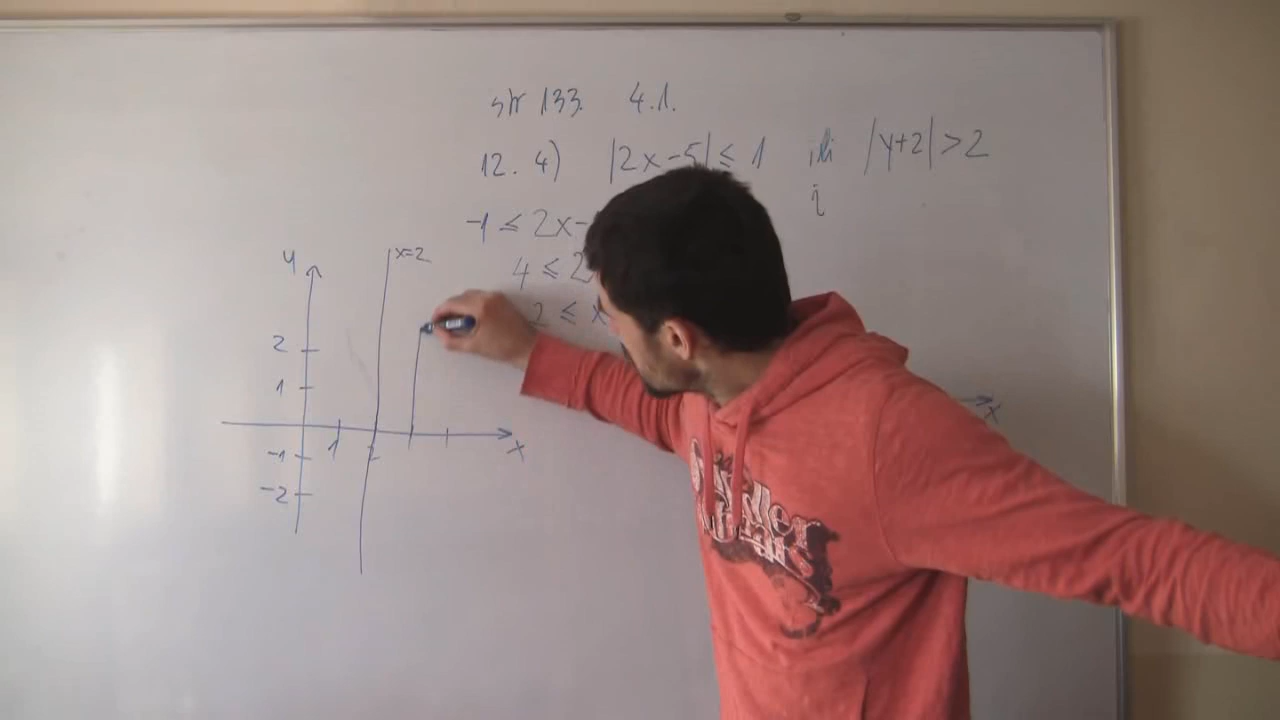 str 133. 4.1.
12. 4) |2x-5| ≤ 1 ili |y+2| > 2
i
-1 ≤ 2x-
4 ≤ 2
2 ≤ x
y
x=2
2
1
x
-1 1 2 x
-2